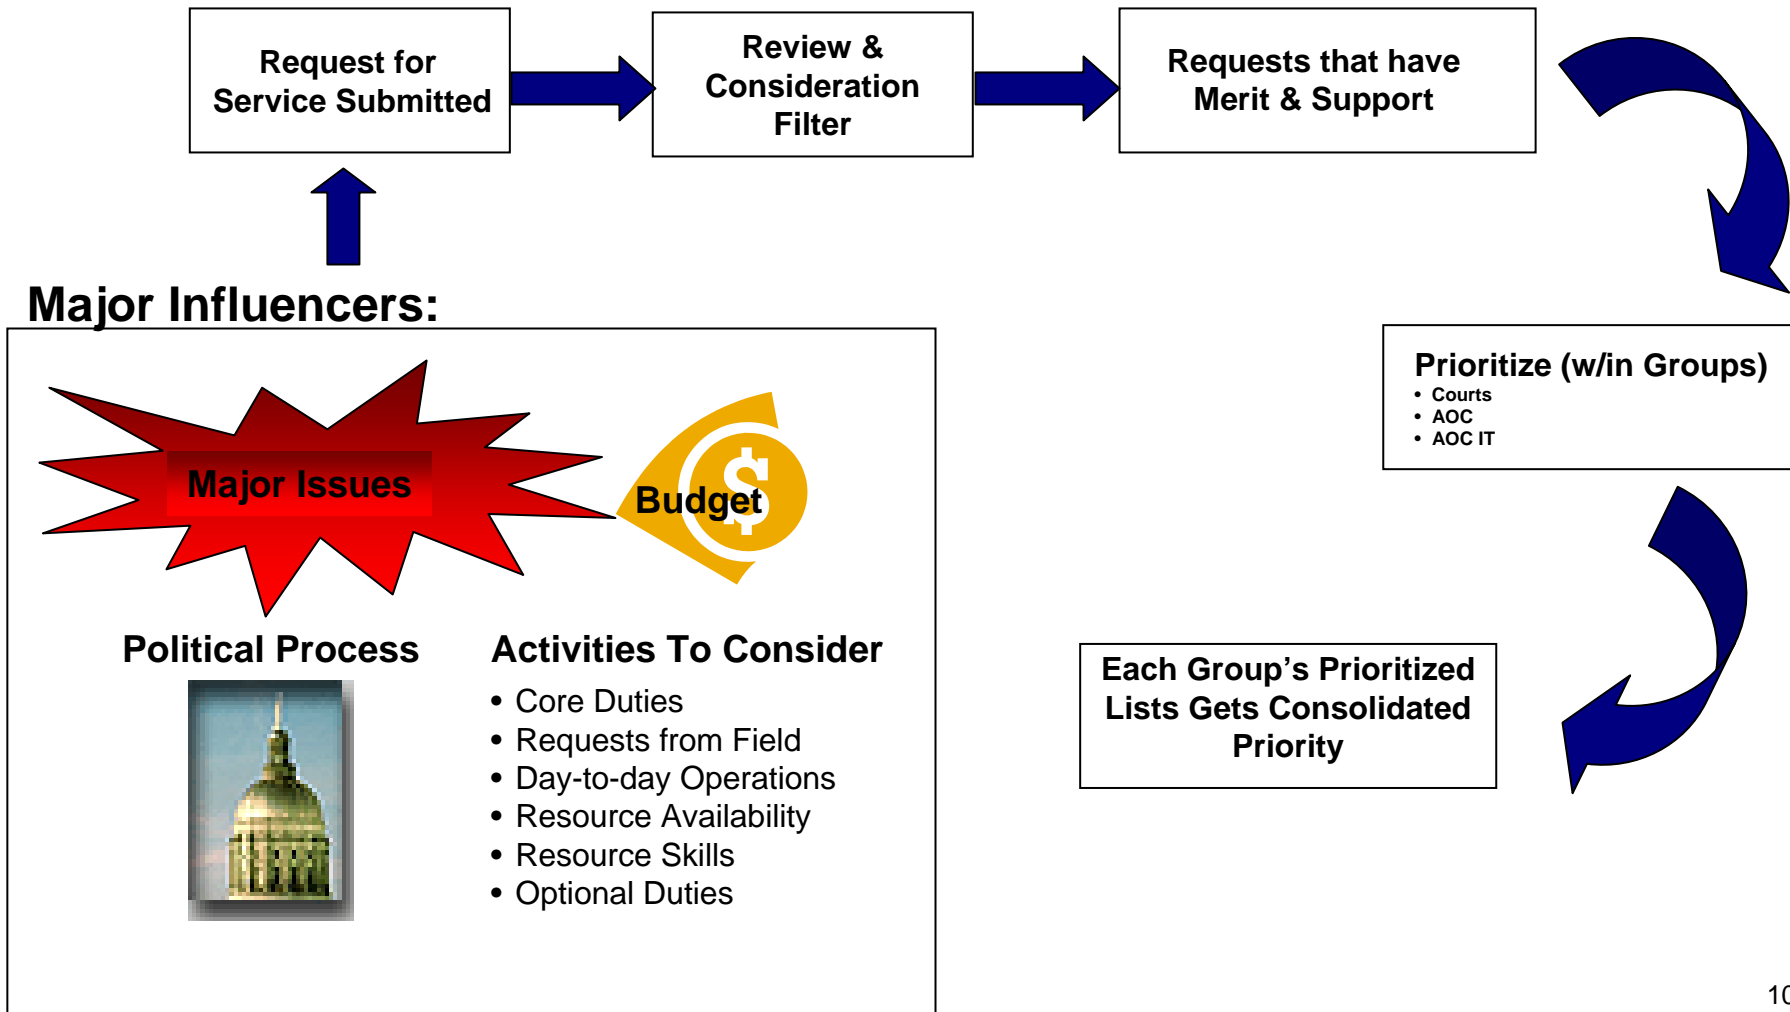 Request for
Service Submitted
Review &
Consideration
Filter
Requests that have
Merit & Support
Major Influencers:
Major Issues
Budget
$
Political Process
Activities To Consider
• Core Duties
• Requests from Field
• Day-to-day Operations
• Resource Availability
• Resource Skills
• Optional Duties
Prioritize (w/in Groups)
• Courts
• AOC
• AOC IT
Each Group’s Prioritized
Lists Gets Consolidated
Priority
10